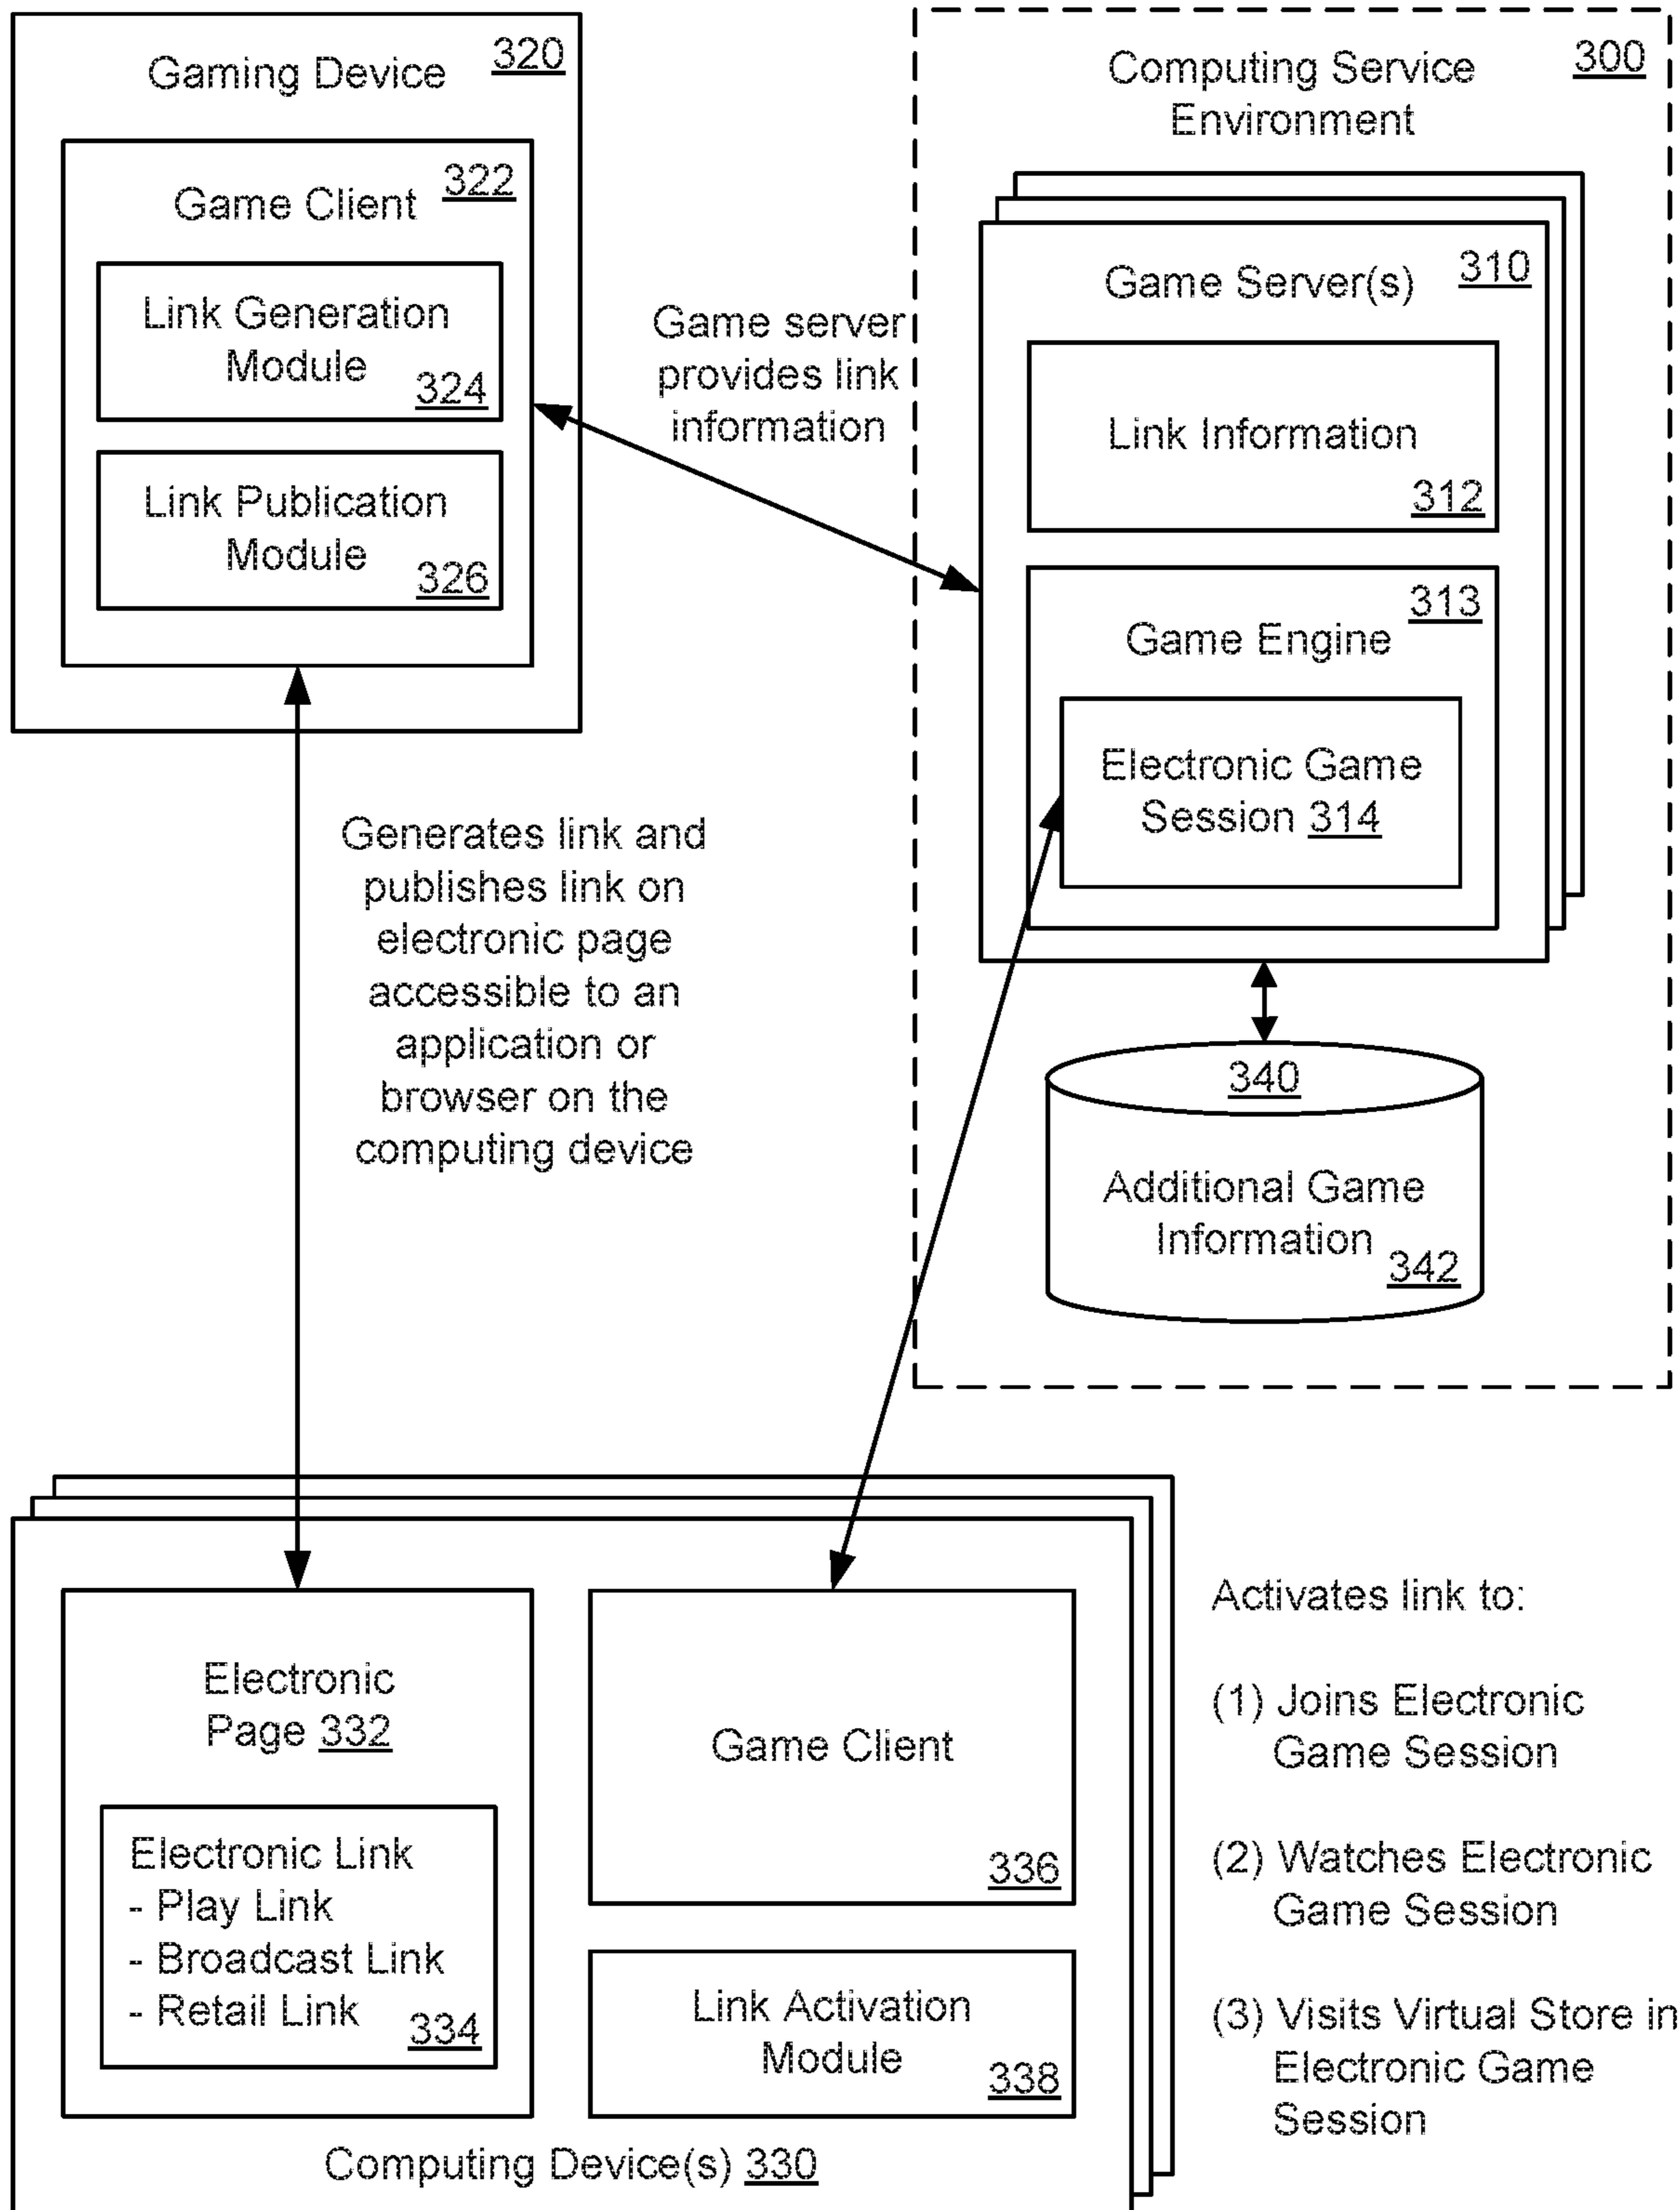 Gaming Device
320
Game Client
322
Link Generation
Module
324
Link Publication
Module
326
Game server
provides link
information
Computing Service
Environment
300
Game Server(s)
310
Link Information
312
313
Game Engine
Electronic Game
Session 314
340
Additional Game
Information
342
Generates link and
publishes link on
electronic page
accessible to an
application or
browser on the
computing device
Electronic
Page 332
Electronic Link
- Play Link
- Broadcast Link
- Retail Link
334
Game Client
336
Link Activation
Module
338
Computing Device(s) 330
Activates link to:
(1) Joins Electronic
Game Session
(2) Watches Electronic
Game Session
(3) Visits Virtual Store in
Electronic Game
Session